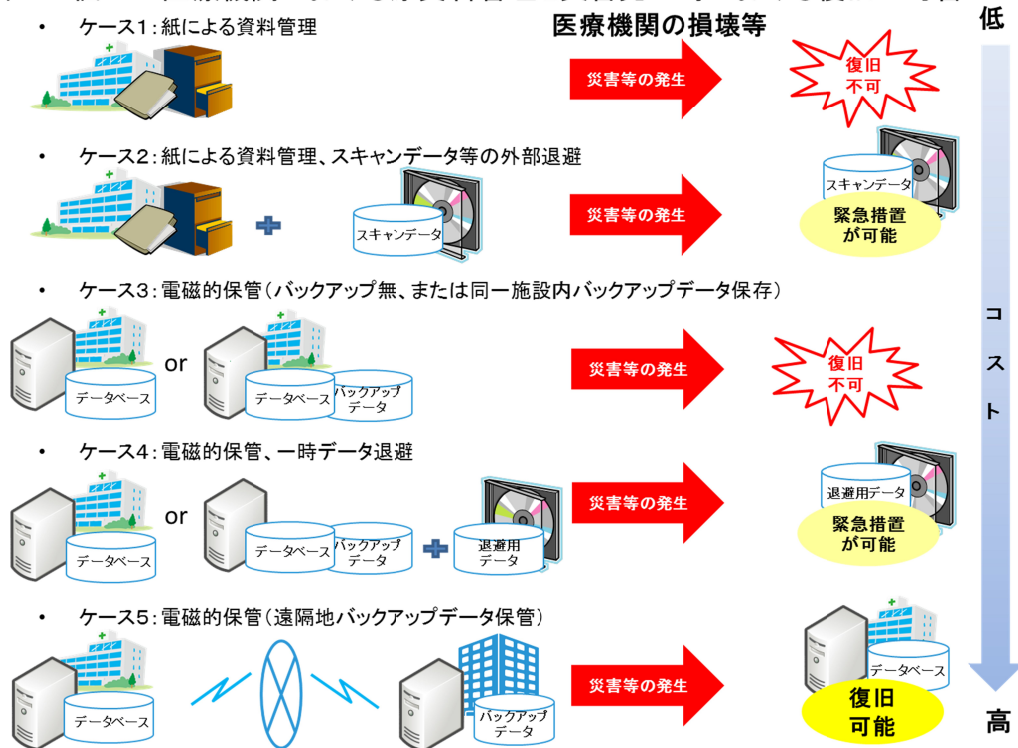 医療機関の損壊等
低
・ ケース1:紙による資料管理
災害等の発生
復旧
不可
・ ケース2:紙による資料管理、スキャンデータ等の外部退避
スキャンデータ
災害等の発生
スキャンデータ
緊急措置
が可能
・ ケース3:電磁的保管(バックアップ無、または同一施設内バックアップデータ保存)
データベース
or
データベース
バックアップ
データ
災害等の発生
復旧
不可
コスト
・ ケース4:電磁的保管、一時データ退避
データベース
or
データベース
バックアップ
データ
退避用
データ
災害等の発生
退避用データ
緊急措置
が可能
・ ケース5:電磁的保管(遠隔地バックアップデータ保管)
データベース
バックアップ
データ
災害等の発生
データベース
復旧
可能
高